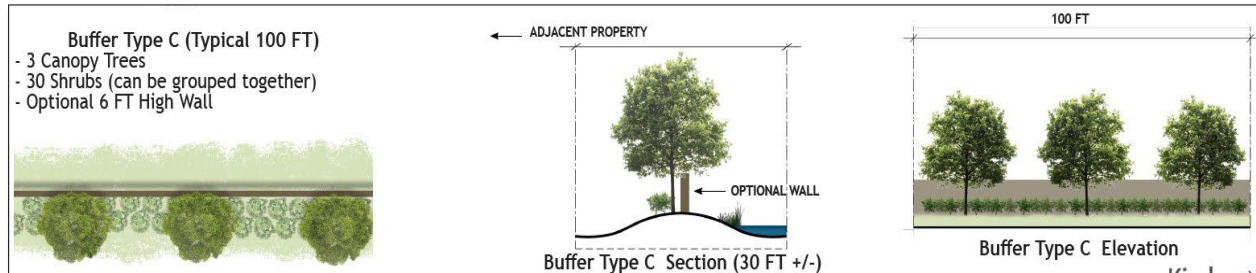 Buffer Type C (Typical 100 FT)
- 3 Canopy Trees
- 30 Shrubs (can be grouped together)
- Optional 6 FT High Wall
ADJACENT PROPERTY
OPTIONAL WALL
Buffer Type C Section (30 FT +/-)
100 FT
Buffer Type C Elevation